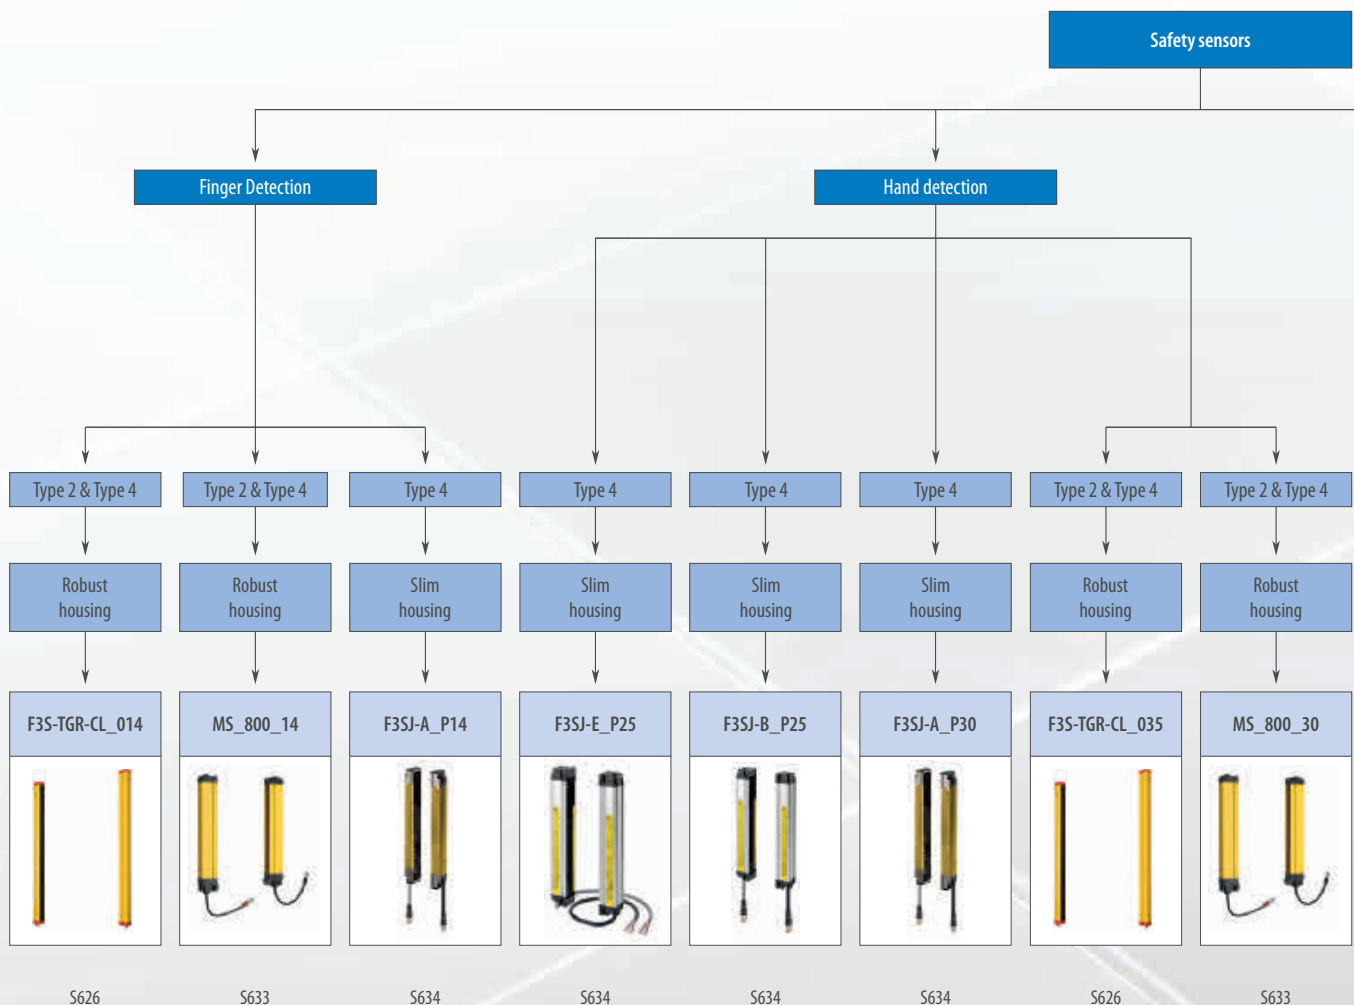 Safety sensors
Finger Detection
Hand detection
Type 2 & Type 4
Type 2 & Type 4
Type 4
Type 4
Type 4
Type 4
Type 2 & Type 4
Type 2 & Type 4
Robust
housing
Robust
housing
Slim
housing
Slim
housing
Slim
housing
Slim
housing
Robust
housing
Robust
housing
F3S-TGR-CL_014
MS_800_14
F3SJ-A_P14
F3SJ-E_P25
F3SJ-B_P25
F3SJ-A_P30
F3S-TGR-CL_035
MS_800_30
S626
S633
S634
S634
S634
S634
S626
S633